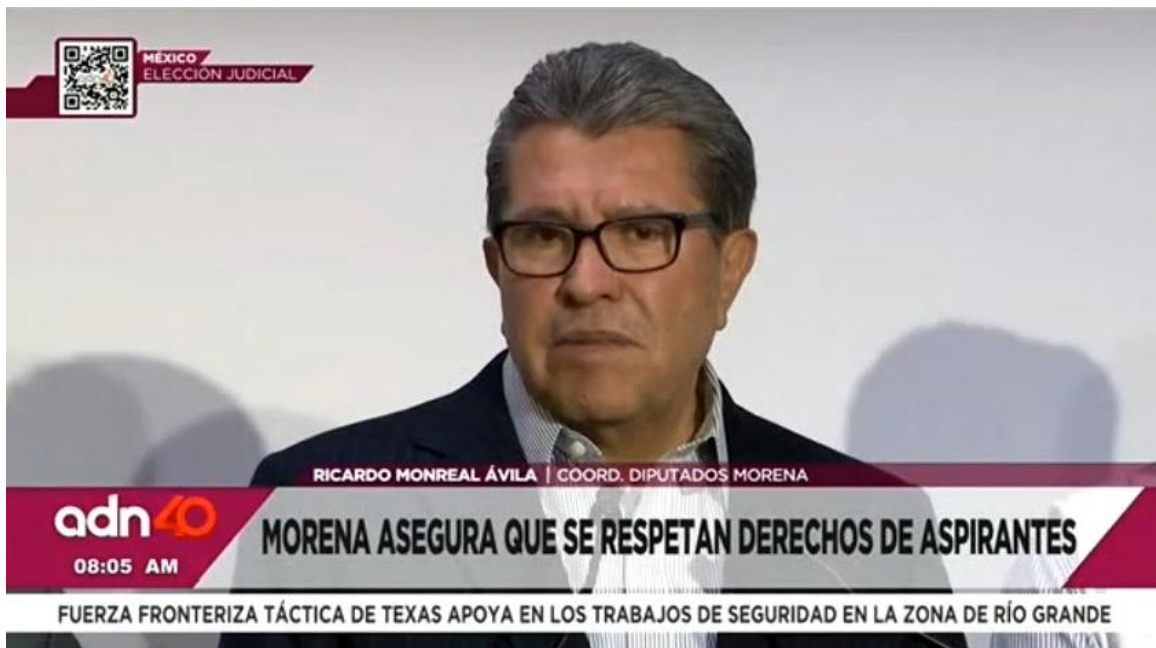 MÉXICO
ELECCIÓN JUDICIAL
RICARDO MONREAL ÁVILA | COORD. DIPUTADOS MORENA
adn40
MORENA ASEGURA QUE SE RESPETAN DERECHOS DE ASPIRANTES
08:05 AM
FUERZA FRONTERIZA TÁCTICA DE TEXAS APOYA EN LOS TRABAJOS DE SEGURIDAD EN LA ZONA DE RÍO GRANDE